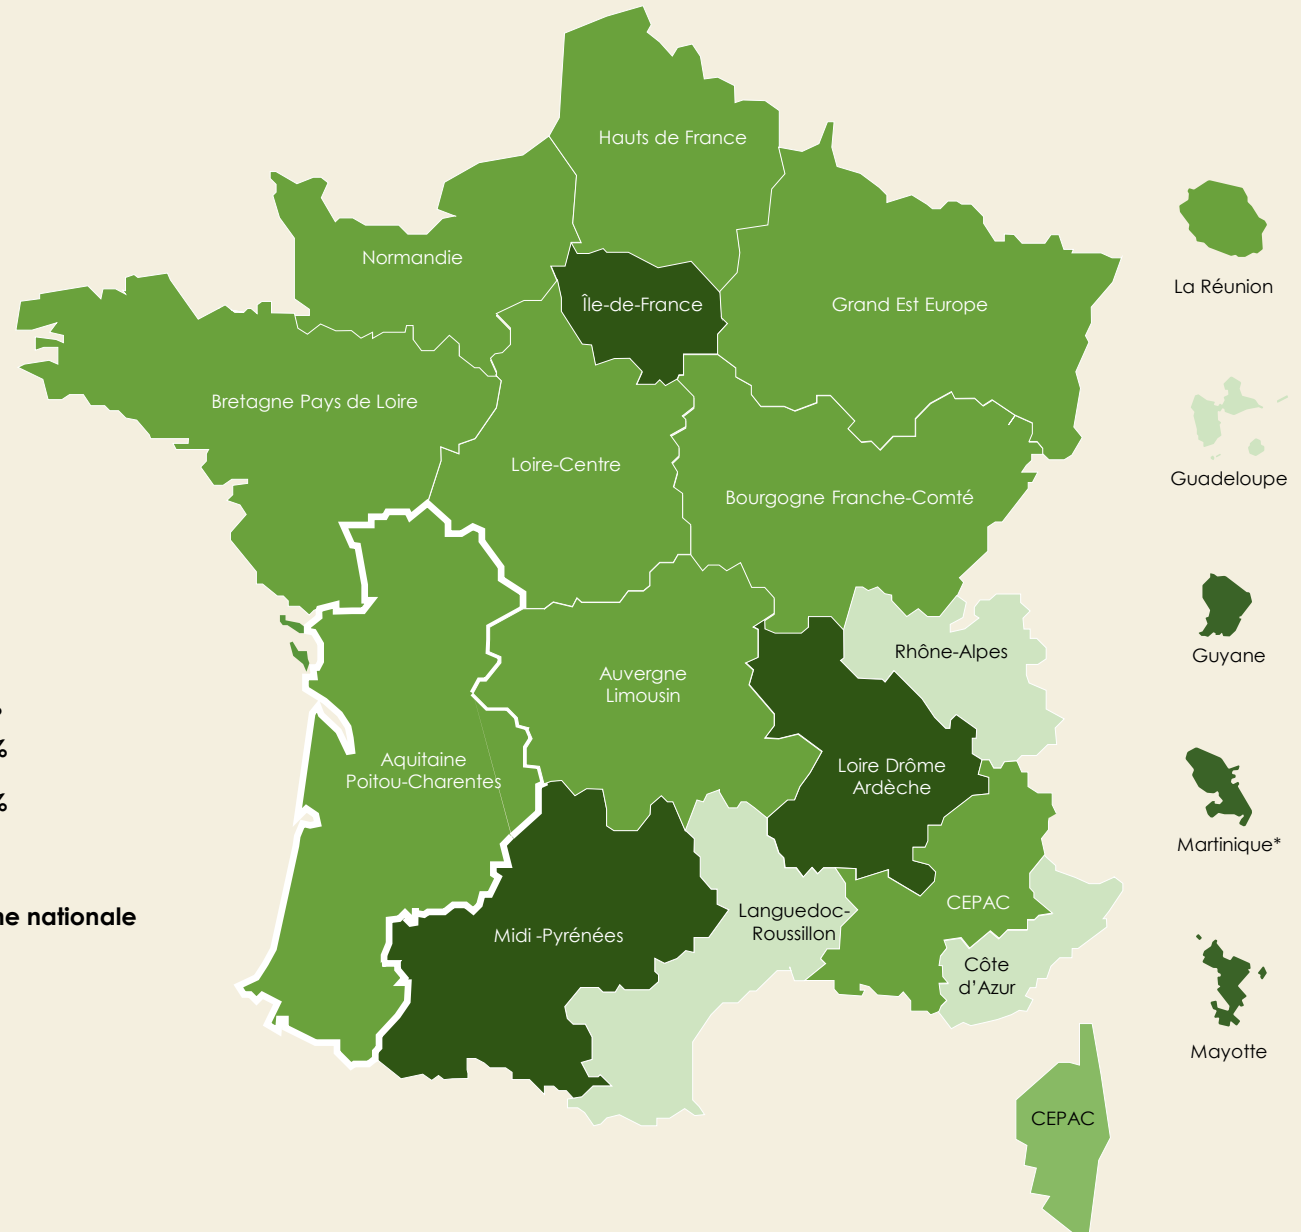 Hauts de France
Normandie
Île-de-France
Grand Est Europe
La Réunion
Bretagne Pays de Loire
Loire-Centre
Bourgogne Franche-Comté
Guadeloupe
Rhône-Alpes
Guyane
Auvergne
Limousin
Aquitaine
Poitou-Charentes
Loire Drôme
Ardèche
%
%
Martinique*
nationale
Midi -Pyrénées
Languedoc-
Roussillon
CEPAC
Côte
d’Azur
Mayotte
CEPAC